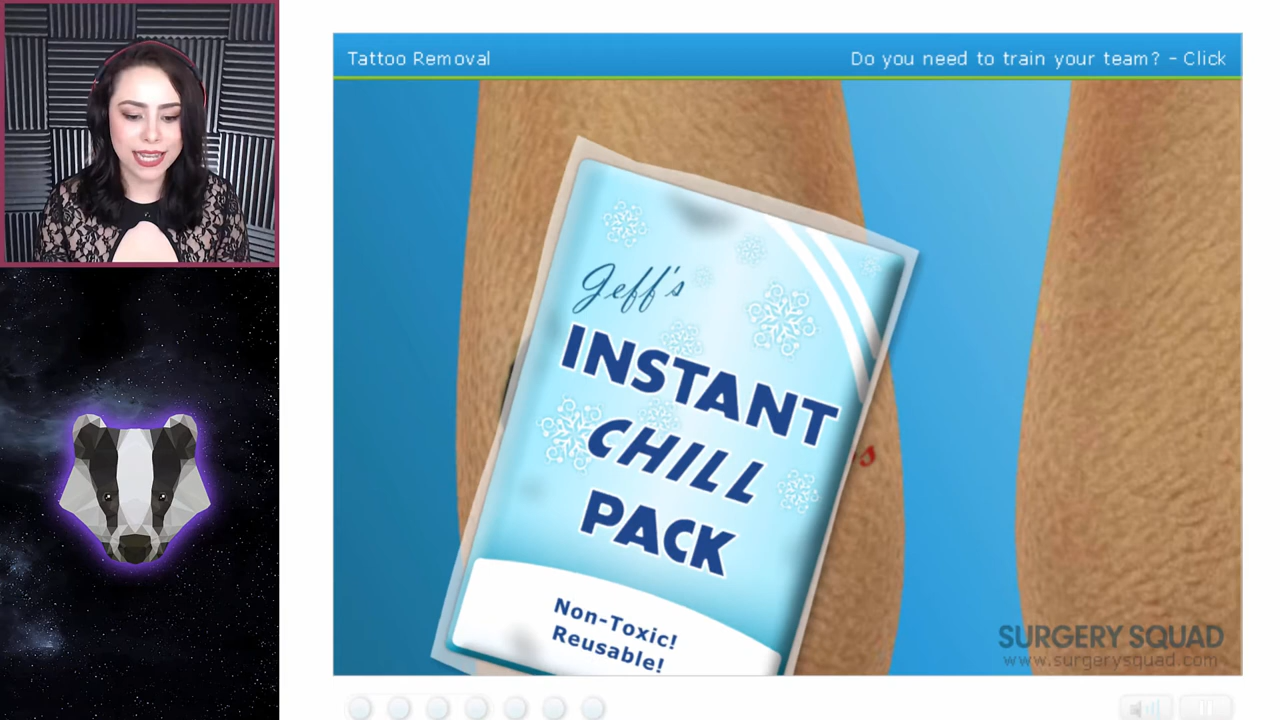 Tattoo Removal
Do you need to train your team? - Click
Jeff's
INSTANT
CHILL
PACK
Non-Toxic!
Reusable!
SURGERY SQUAD
www.surgerysquad.com